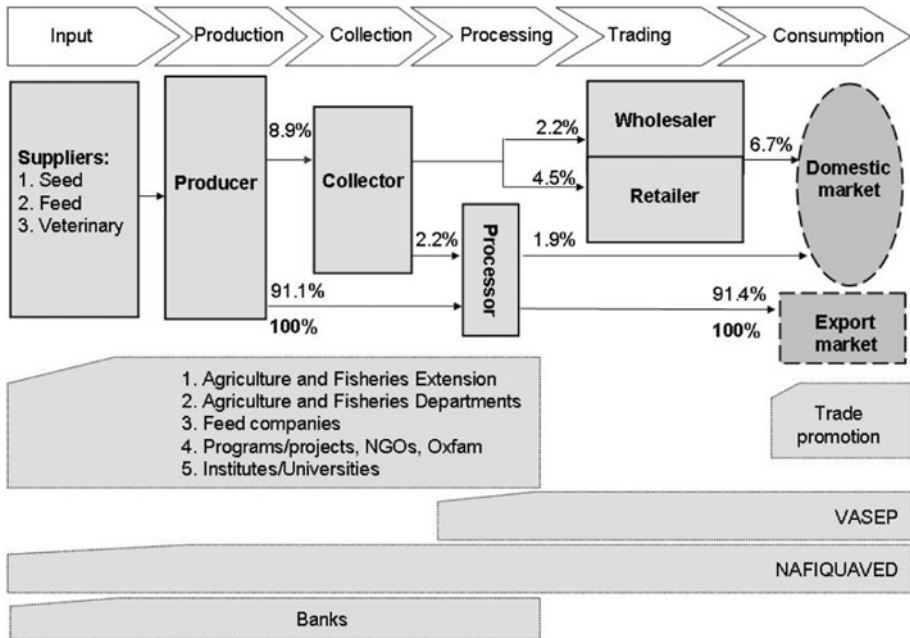 Input
Production
Collection
Processing
Trading
Consumption
Suppliers:
1. Seed
2. Feed
3. Veterinary
Producer
8.9%
Collector
2.2%
4.5%
Wholesaler
Retailer
6.7%
Domestic
market
2.2%
Processor
1.9%
91.1%
100%
91.4%
100%
Export
market
1. Agriculture and Fisheries Extension
2. Agriculture and Fisheries Departments
3. Feed companies
4. Programs/projects, NGOs, Oxfam
5. Institutes/Universities
Trade
promotion
VASEP
NAFIQUAVED
Banks